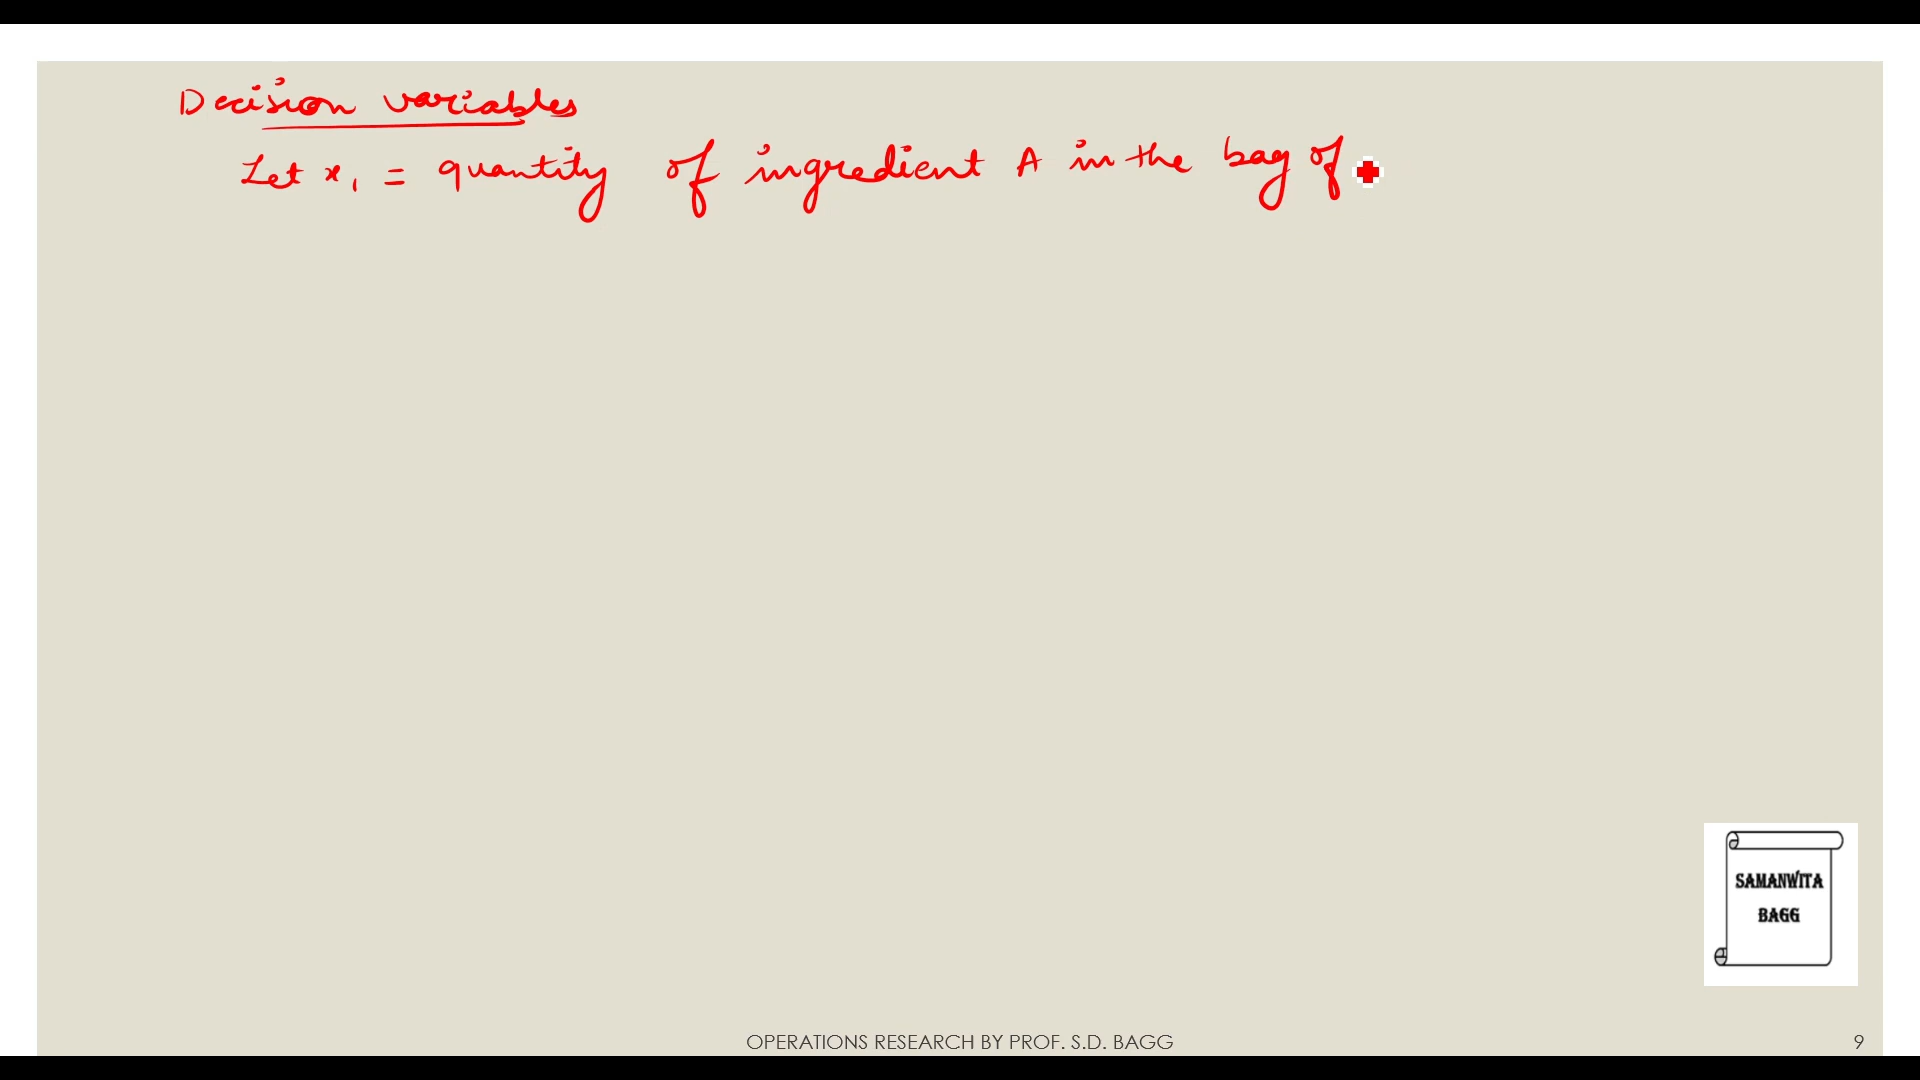 Decision variables
Let x₁ = quantity of ingredient A in the bag of
SAMANWITA
BAGG
OPERATIONS RESEARCH BY PROF. S.D. BAGG
9